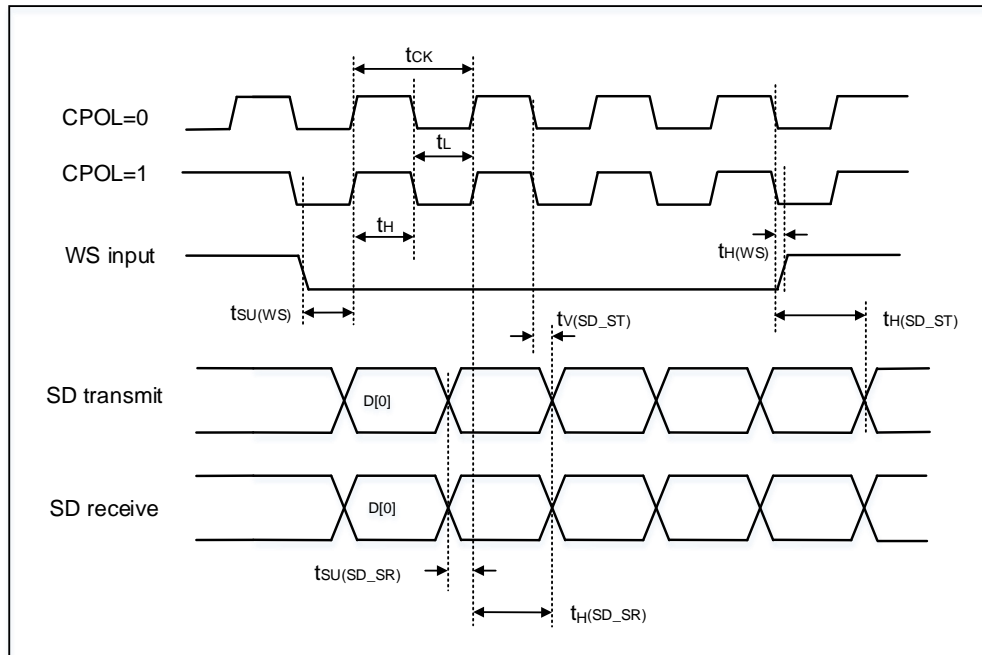 tCK
CPOL=0
tL
CPOL=1
tH
tH(WS)
WS input
tSU(WS)
tV(SD_ST)
tH(SD_ST)
SD transmit
D[0]
SD receive
D[0]
tSU(SD_SR)
tH(SD_SR)